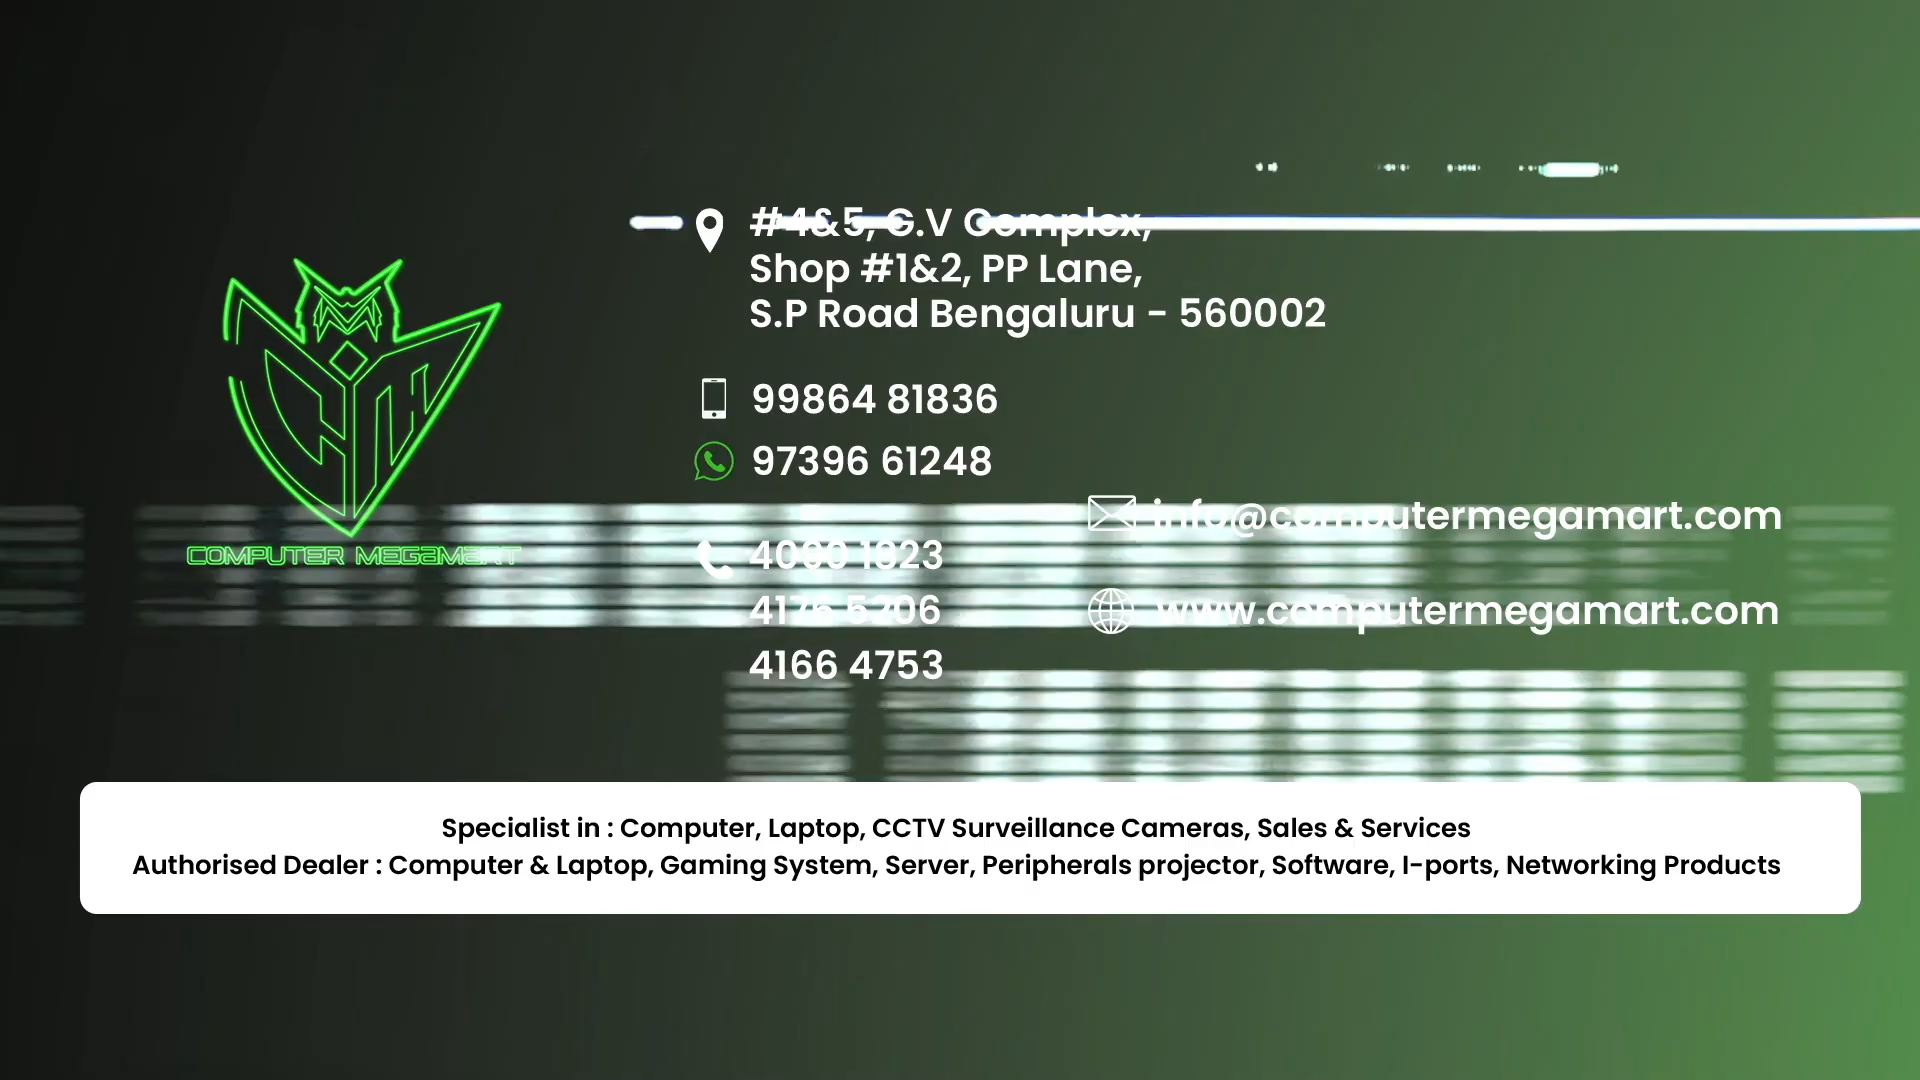 #4&5, G.V Complex,
Shop #1&2, PP Lane,
S.P Road Bengaluru - 560002
99864 81836
97396 61248
4166 4753
info@computermegamart.com
www.computermegamart.com
COMPUTER MEGAMART
Specialist in : Computer, Laptop, CCTV Surveillance Cameras, Sales & Services
Authorised Dealer : Computer & Laptop, Gaming System, Server, Peripherals projector, Software, I-ports, Networking Products